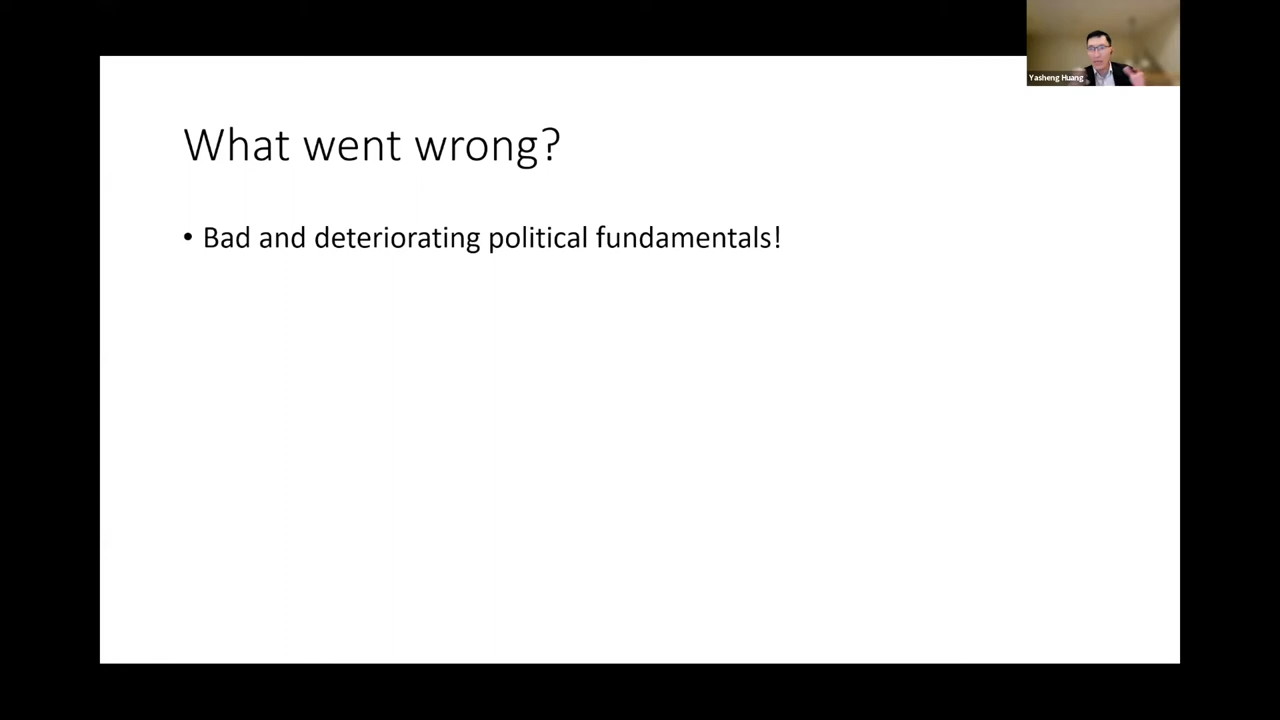 Yasheng Huang
What went wrong?
• Bad and deteriorating political fundamentals!